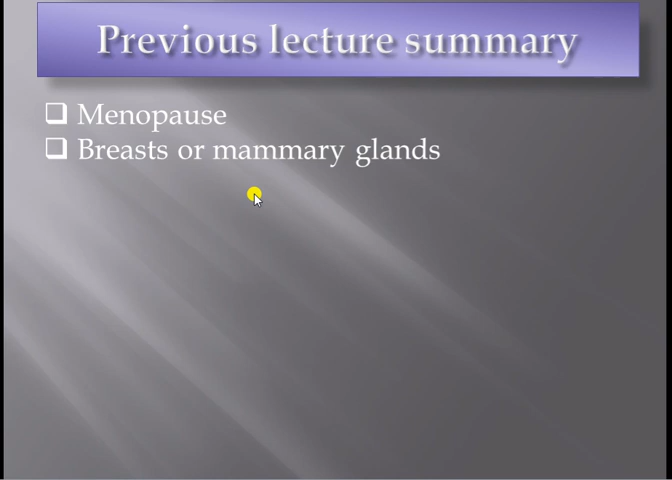 Previous lecture summary
❑ Menopause
❑ Breasts or mammary glands